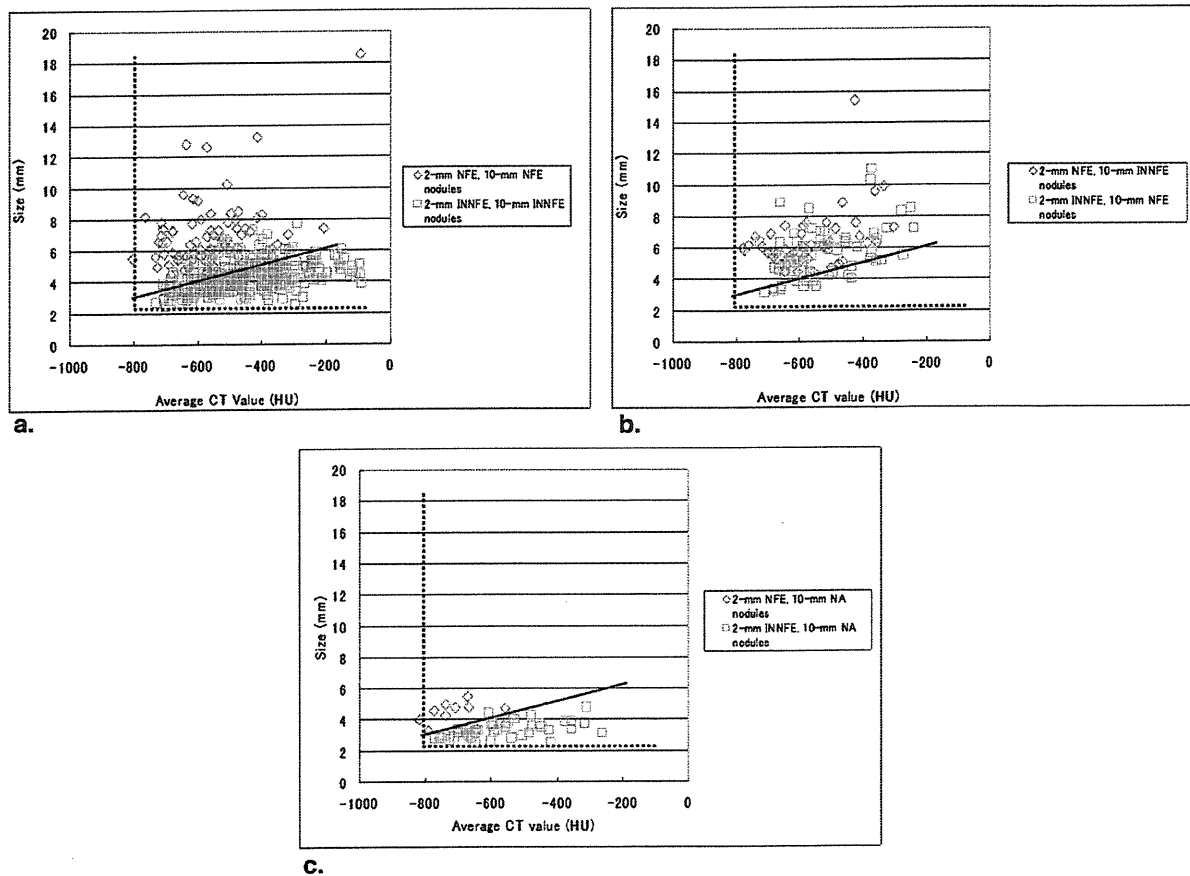 20
18
16
14
12
10
8
6
4
2
0
Size (mm)
-1000 -800 -600 -400 -200 0
Average CT Value (HU)
◇ 2-mm NFE, 10-mm NFE
nodules
□ 2-mm INNFE, 10-mm INNFE
nodules
a.
20
18
16
14
12
10
8
6
4
2
0
Size (mm)
-1000 -800 -600 -400 -200 0
Average CT value (HU)
◇ 2-mm NFE, 10-mm INNFE
nodules
□ 2-mm INNFE, 10-mm NFE
nodules
b.
20
18
16
14
12
10
8
6
4
2
0
Size (mm)
-1000 -800 -600 -400 -200 0
Average CT value (HU)
◇ 2-mm NFE, 10-mm NA
nodules
□ 2-mm INNFE, 10-mm NA
nodules
c.